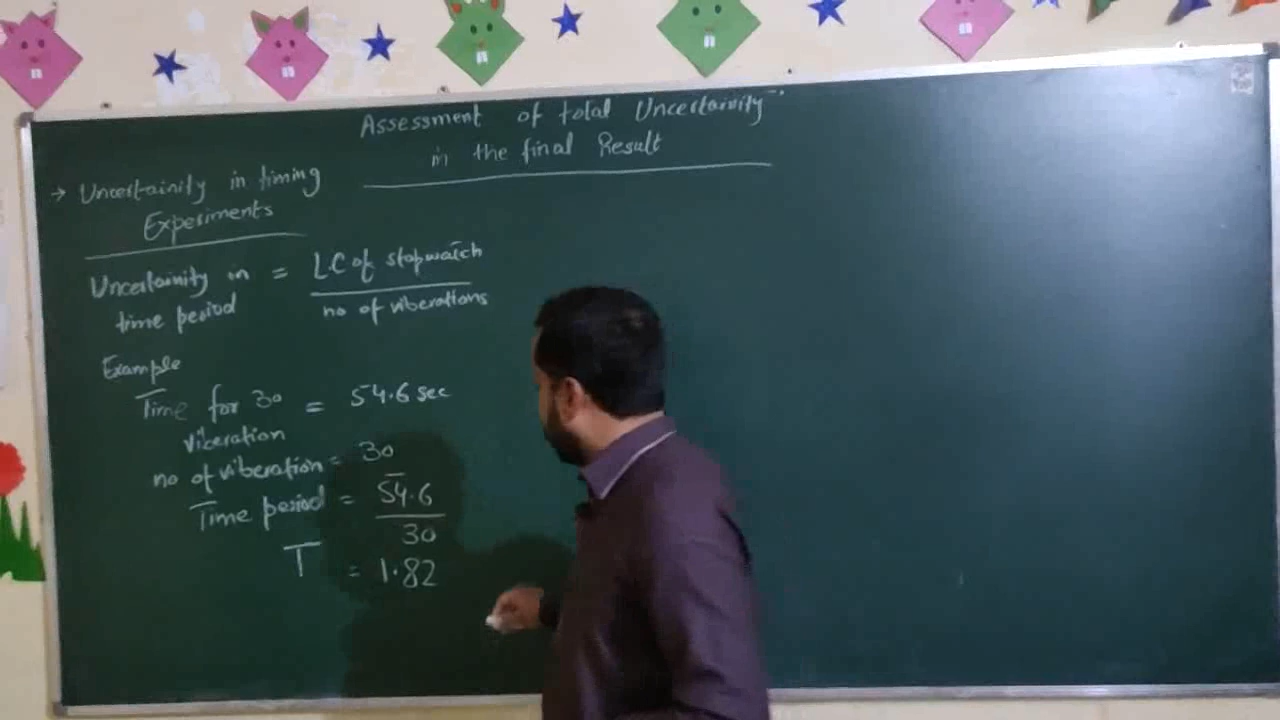 Assessment of total Uncertainity
in the final Result
→ Uncertainity in timing
Experiments
Uncertainity in time period = L.C of stopwatch / no of viberations
Example
Time for 30 viberation = 54.6 sec
no of viberation = 30
Time period = 54.6 / 30
T = 1.82